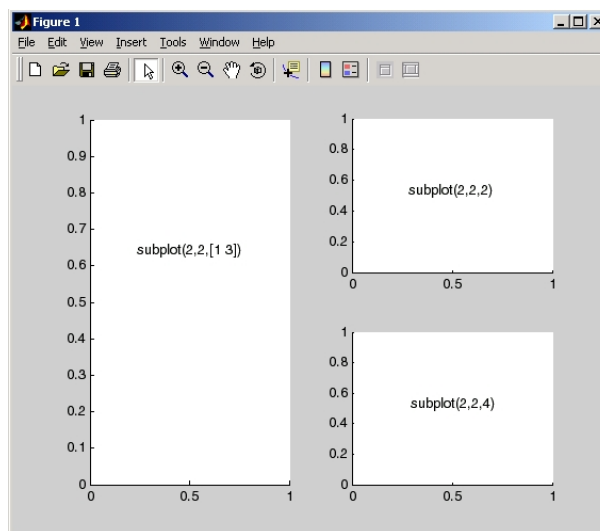 Figure 1
File Edit View Insert Tools Window Help
1
0.9
0.8
0.7
0.6
0.5
0.4
0.3
0.2
0.1
0
0 0.5 1
subplot(2,2,[1 3])
1
0.8
0.6
0.4
0.2
0
0 0.5 1
subplot(2,2,2)
1
0.8
0.6
0.4
0.2
0
0 0.5 1
subplot(2,2,4)